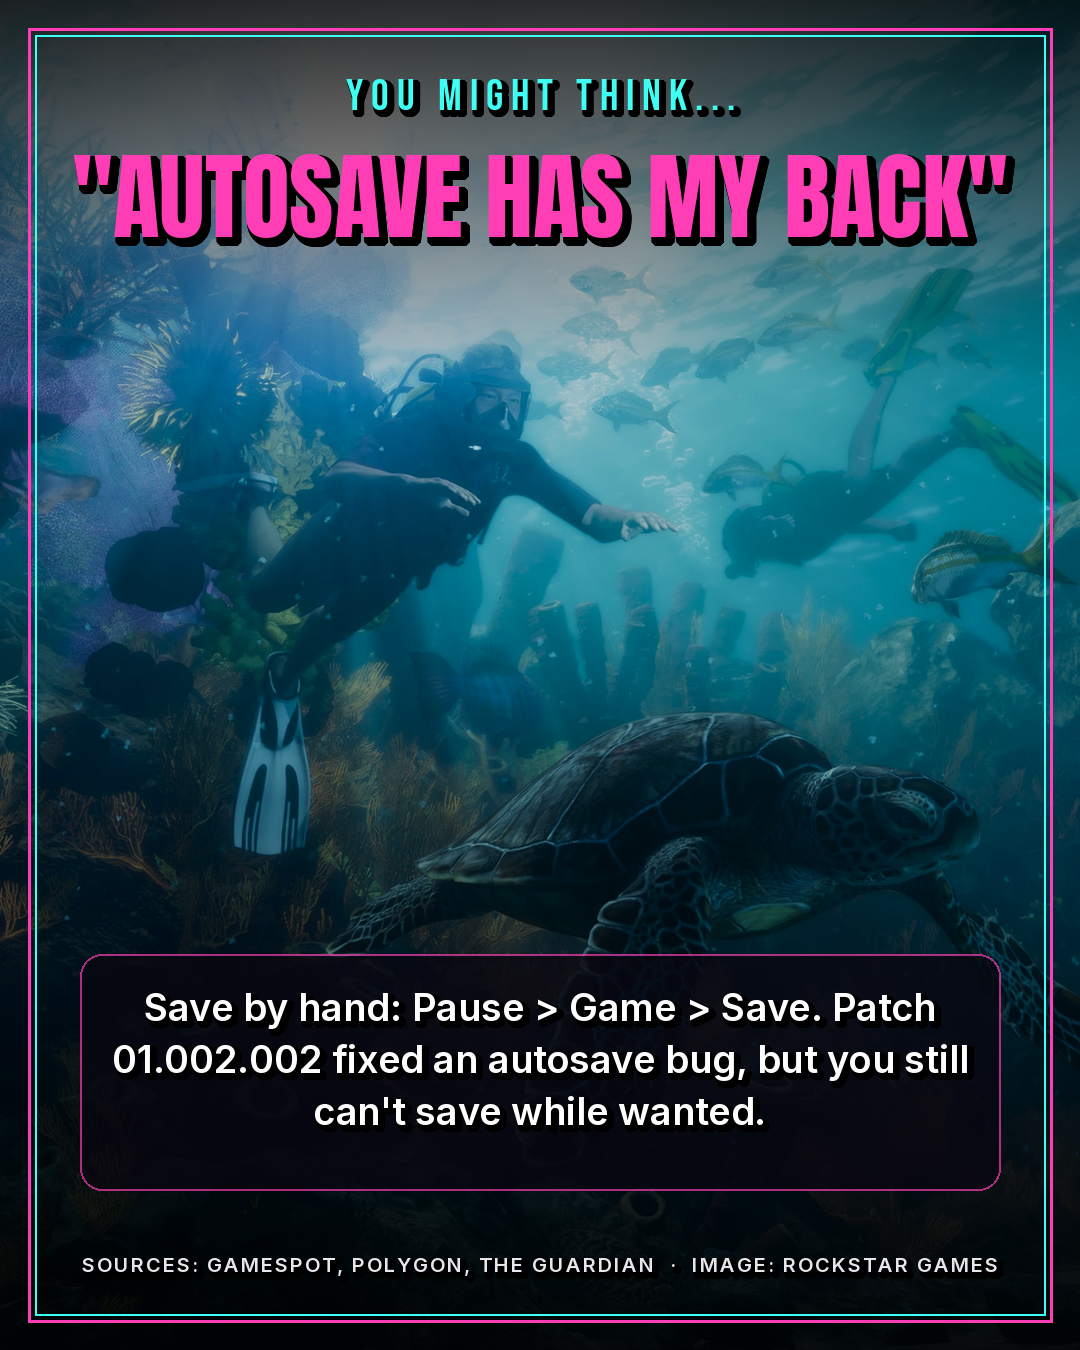 YOU MIGHT THINK...
"AUTOSAVE HAS MY BACK"
Save by hand: Pause > Game > Save. Patch
01.002.002 fixed an autosave bug, but you still
can't save while wanted.
SOURCES: GAMESPOT, POLYGON, THE GUARDIAN · IMAGE: ROCKSTAR GAMES